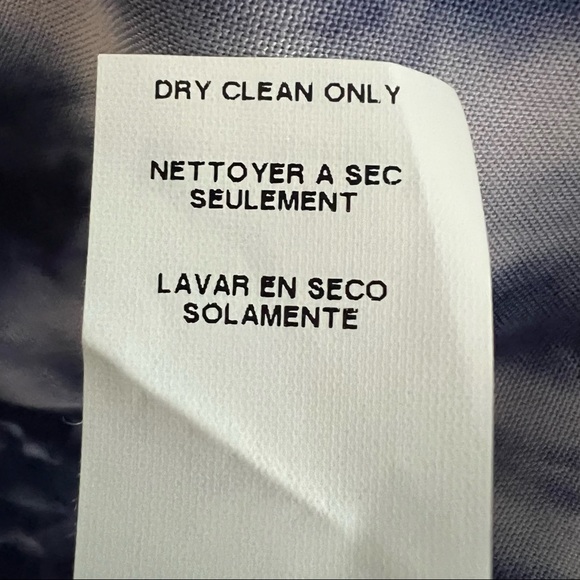 DRY CLEAN ONLY
NETTOYER A SEC
SEULEMENT
LAVAR EN SECO
SOLAMENTE